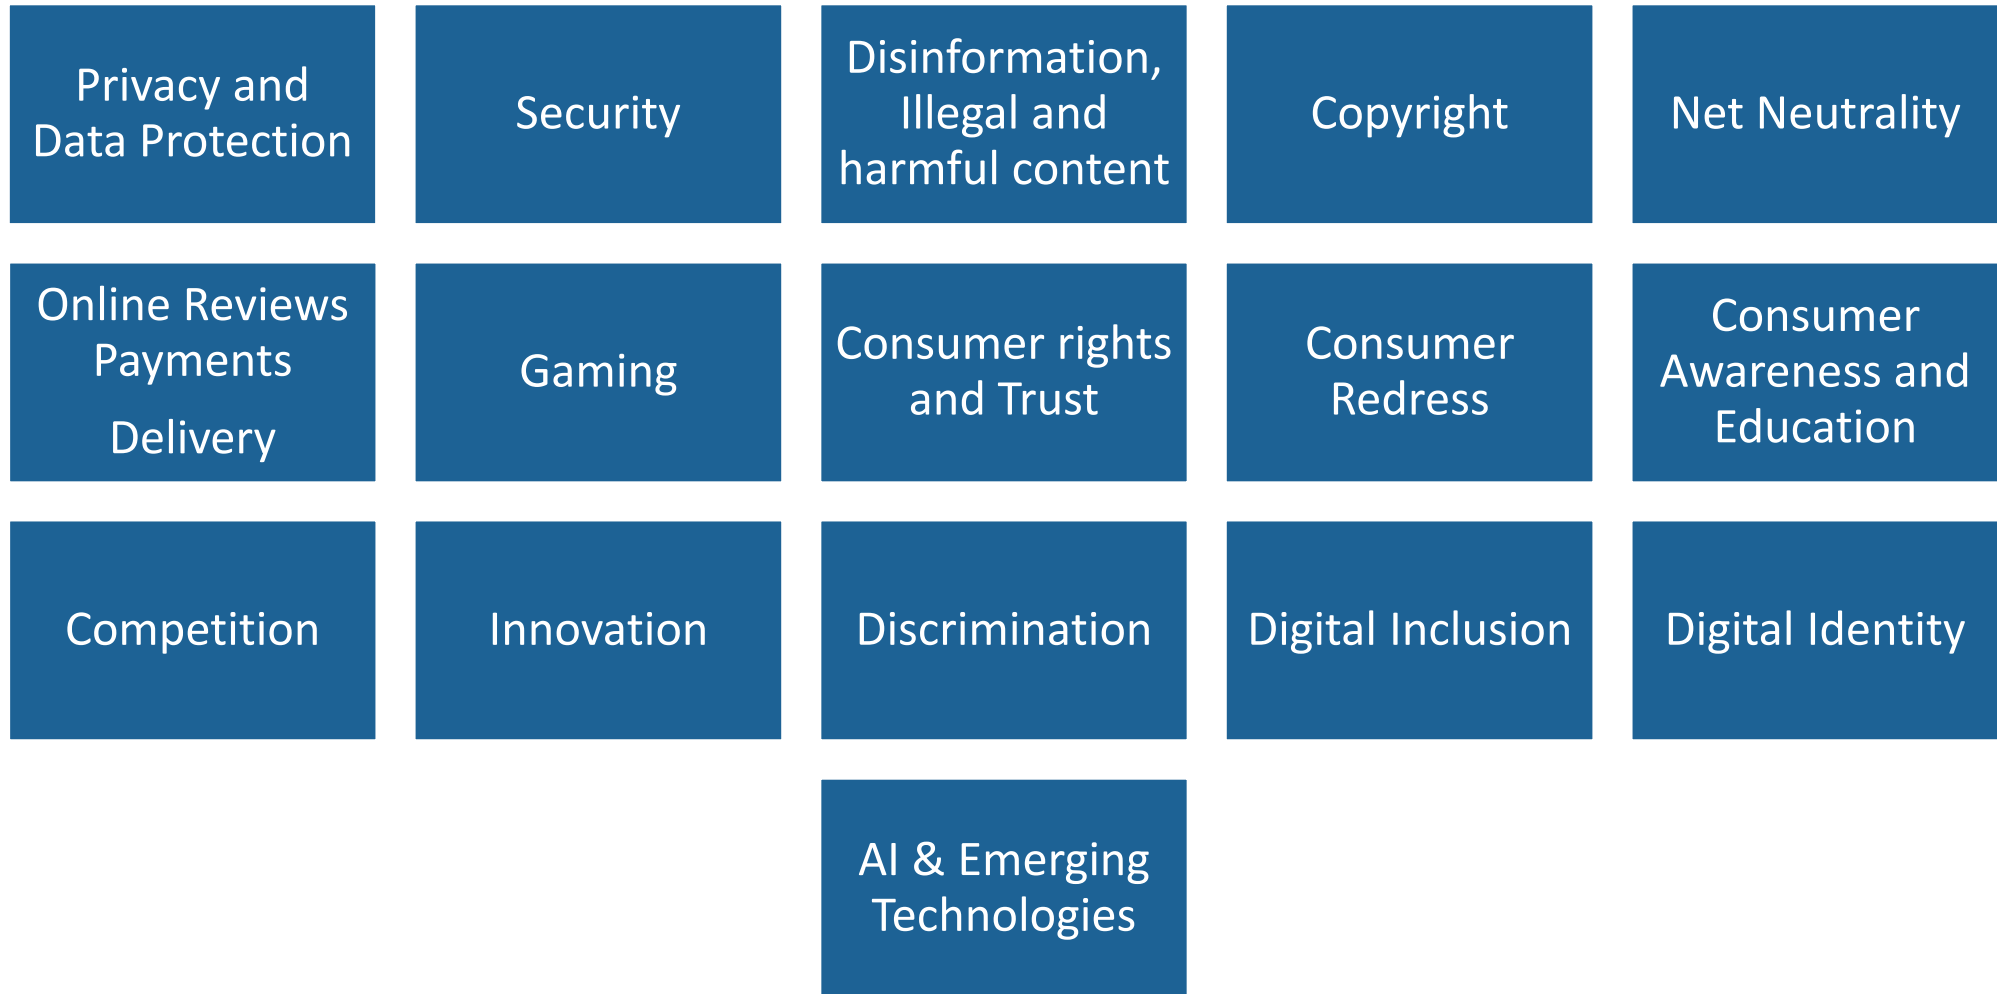 Privacy and
Data Protection
Security
Disinformation,
Illegal and
harmful content
Copyright
Net Neutrality
Online Reviews
Payments
Delivery
Gaming
Consumer rights
and Trust
Consumer
Redress
Consumer
Awareness and
Education
Competition
Innovation
Discrimination
Digital Inclusion
Digital Identity
AI & Emerging
Technologies